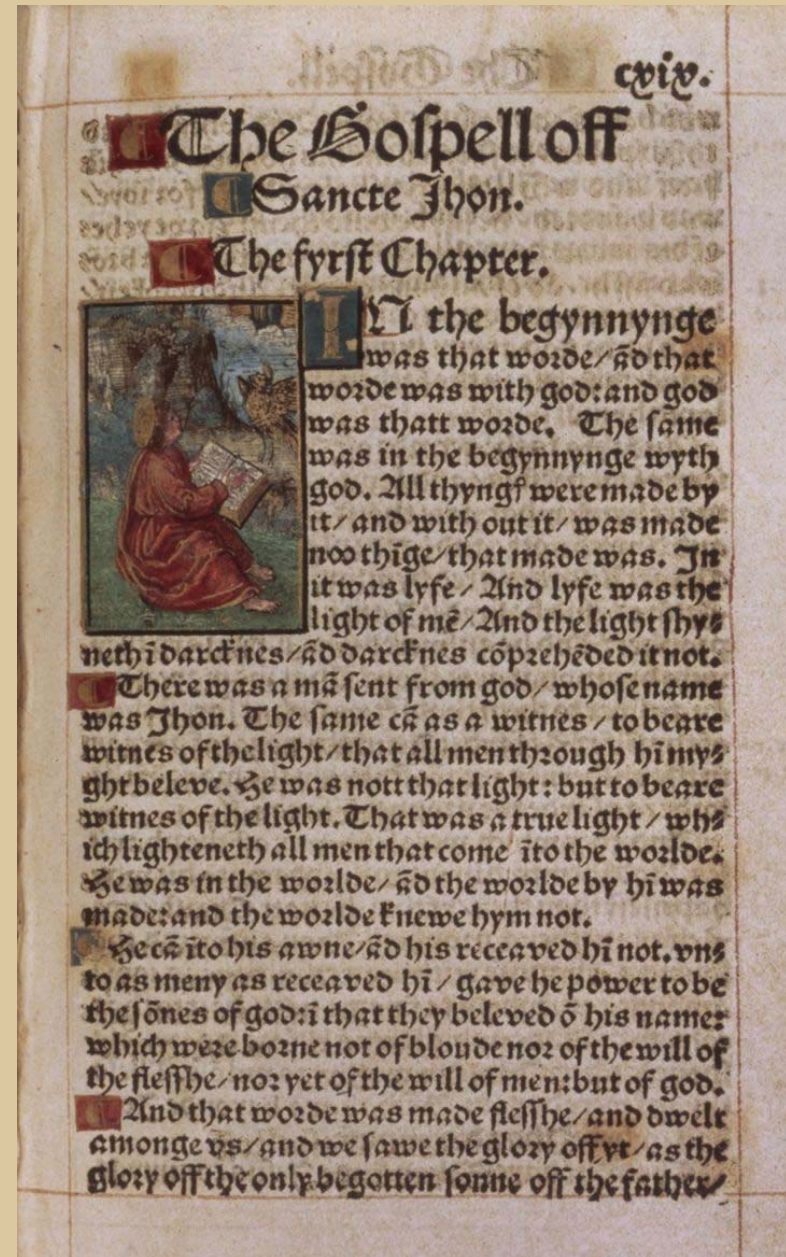 cxix.
The Gospell off
Sancte Jhon.
The fyrst Chapter.
IN the begynnynge
was that worde/ ād that
worde was with god: and god
was thatt worde. The same
was in the begynnynge wyth
god. All thyngꝭ were made by
it/ and with out it/ was made
noo thīge/ that made was. In
it was lyfe/ And lyfe was the
light of mē/ And the light shy⸗
neth ī darcknes/ ād darcknes cōprehēded it not.
There was a mā sent from god/ whose name
was Jhon. The same cā as a witnes/ to beare
witnes of the light/ that all men through hī my⸗
ght beleve. He was nott that light: but to beare
witnes of the light. That was a true light/ wh⸗
ich lighteneth all men that come īto the worlde.
He was in the worlde/ ād the worlde by hī was
made: and the worlde knewe hym not.
He cā īto his awne/ ād his receaved hī not. vn⸗
to as meny as receaved hī/ gave he power to be
the sōnes of god: ī that they beleved ō his name:
which were borne not of bloude nor of the will of
the flesshe/ nor yet of the will of men: but of god.
And that worde was made flesshe/ and dwelt
amonge vs/ and we sawe the glory off yt/ as the
glory off the only begotten sonne off the father/